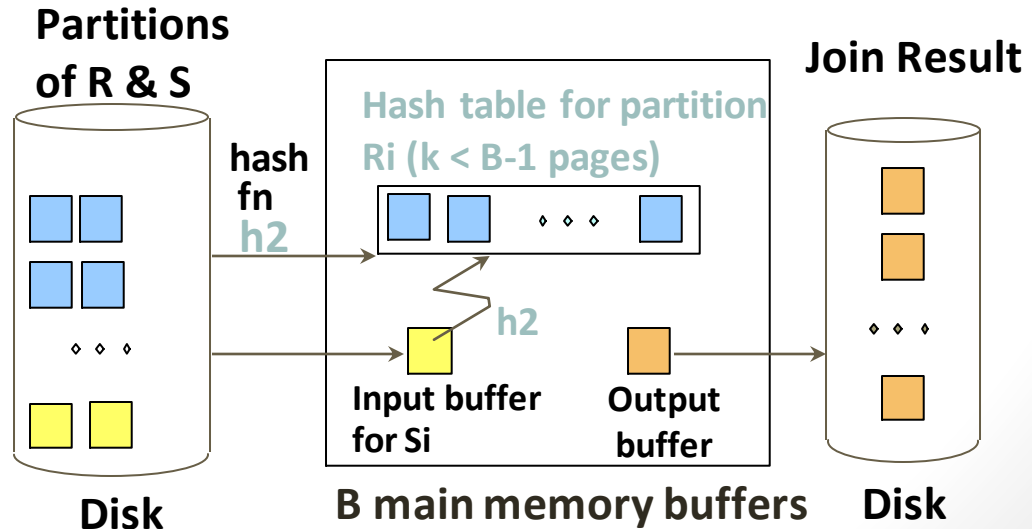 Partitions
of R & S
Join Result
Hash table for partition
Ri (k < B-1 pages)
hash
fn
h2
h2
Input buffer
for Si
Output
buffer
B main memory buffers
Disk
Disk